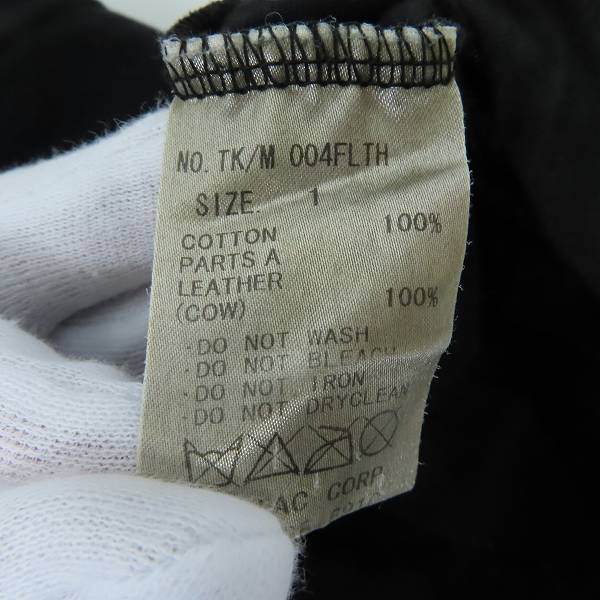 NO. TK/M 004FLTH
SIZE. 1
COTTON 100%
PARTS A
LEATHER 100%
(COW)
·DO NOT WASH
·DO NOT BLEACH
·DO NOT IRON
·DO NOT DRYCLEAN
CORP